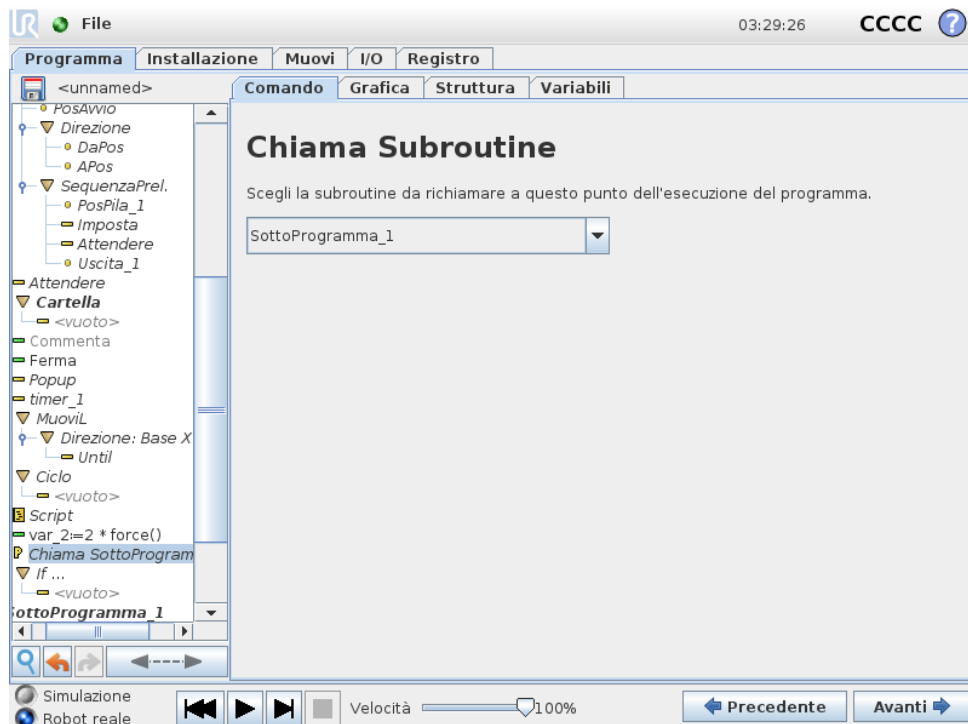 UR File 03:29:26 CCCC ?
Programma Installazione Muovi I/O Registro
<unnamed>
Comando Grafica Struttura Variabili
PosAvvio
Direzione
DaPos
APos
SequenzaPrel.
PosPila_1
Imposta
Attendere
Uscita_1
Attendere
Cartella
<vuoto>
Commenta
Ferma
Popup
timer_1
MuoviL
Direzione: Base X
Until
Ciclo
<vuoto>
Script
var_2:=2 * force()
Chiama SottoProgram
If ...
<vuoto>
SottoProgramma_1
Chiama Subroutine
Scegli la subroutine da richiamare a questo punto dell'esecuzione del programma.
SottoProgramma_1
Simulazione
Robot reale
Velocità 100%
Precedente Avanti